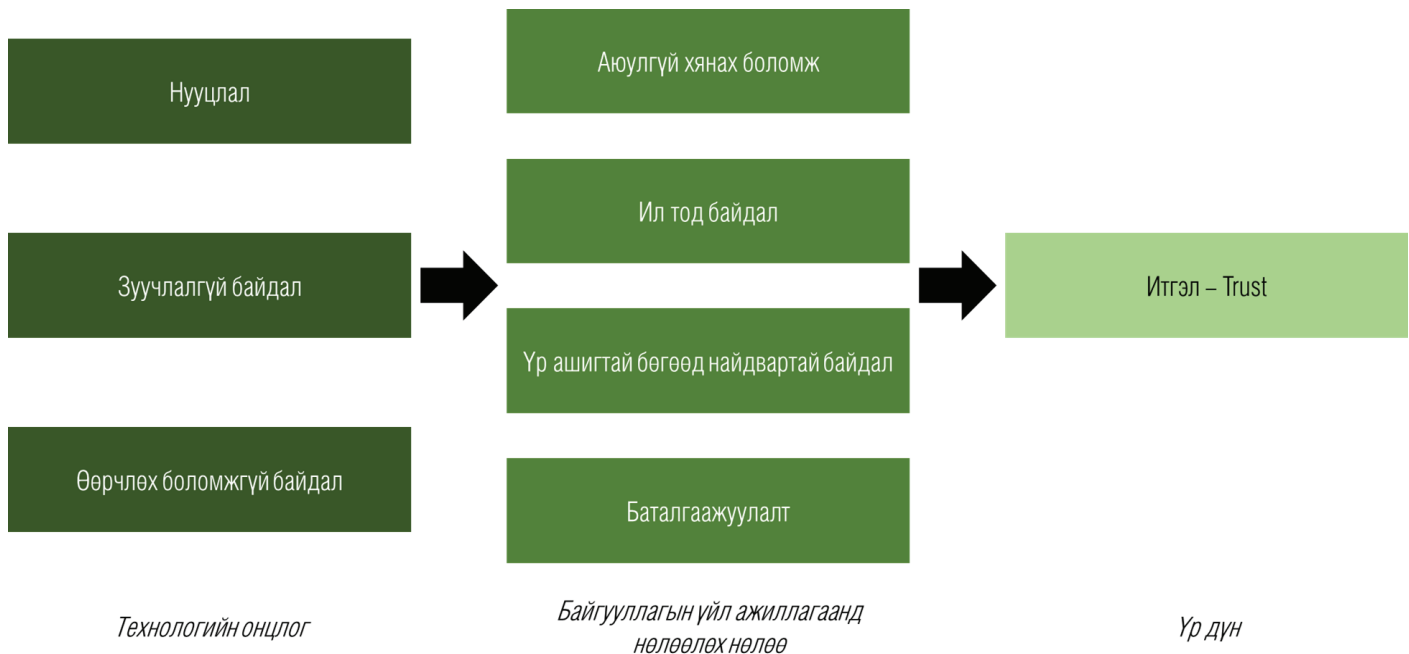 Нууцлал
Зуучлалгүй байдал
Өөрчлөх боломжгүй байдал
Технологийн онцлог
Аюулгүй хянах боломж
Ил тод байдал
Үр ашигтай бөгөөд найдвартай байдал
Баталгаажуулалт
Байгууллагын үйл ажиллагаанд
нөлөөлөх нөлөө
Итгэл – Trust
Үр дүн